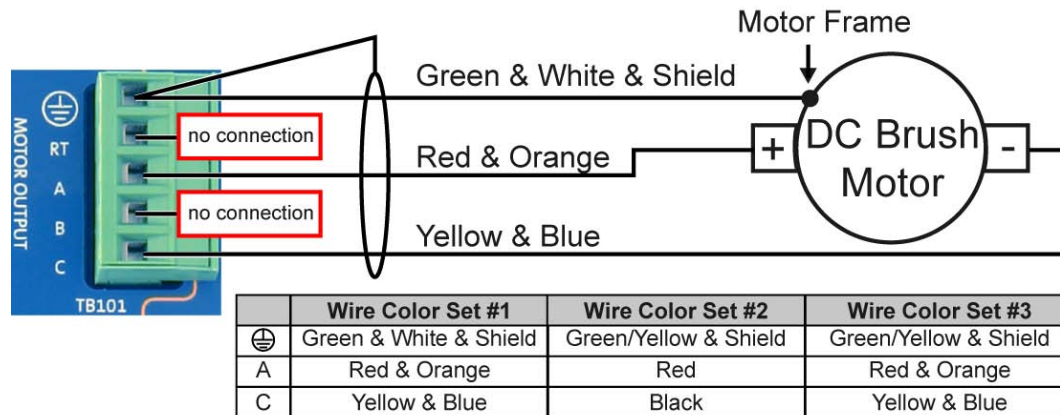 Motor Frame
Green & White & Shield
no connection
RT
MOTOR OUTPUT
+
DC Brush
Motor
-
Red & Orange
A
no connection
B
Yellow & Blue
C
TB101
Wire Color Set #1 Wire Color Set #2 Wire Color Set #3
Green & White & Shield Green/Yellow & Shield Green/Yellow & Shield
A Red & Orange Red Red & Orange
C Yellow & Blue Black Yellow & Blue